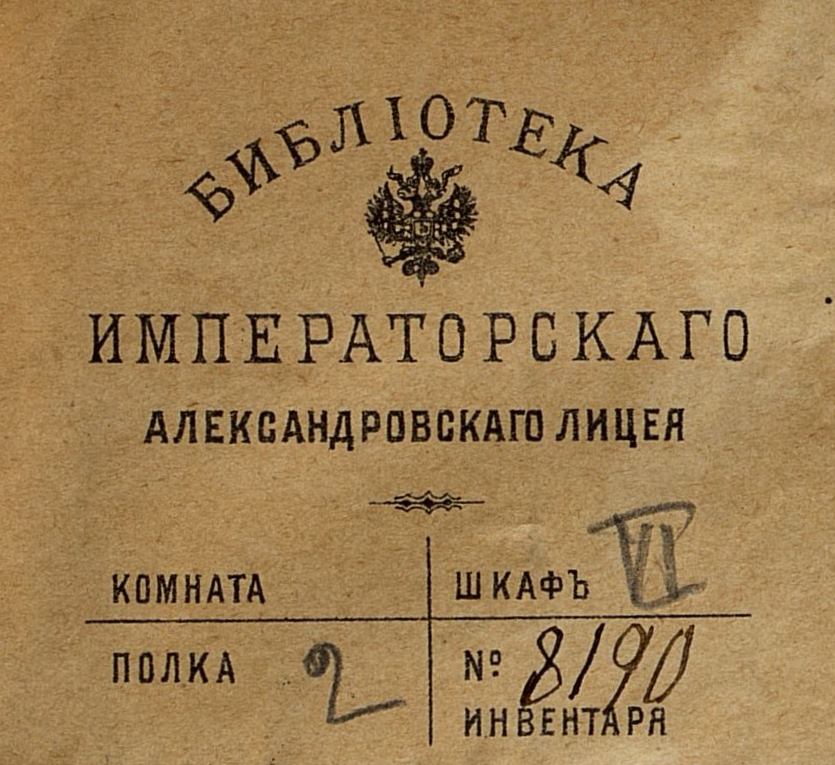 БИБЛІОТЕКА
ИМПЕРАТОРСКАГО
АЛЕКСАНДРОВСКАГО ЛИЦЕЯ
КОМНАТА
ШКАФЪ VI
ПОЛКА 2
№ 8190
ИНВЕНТАРЯ